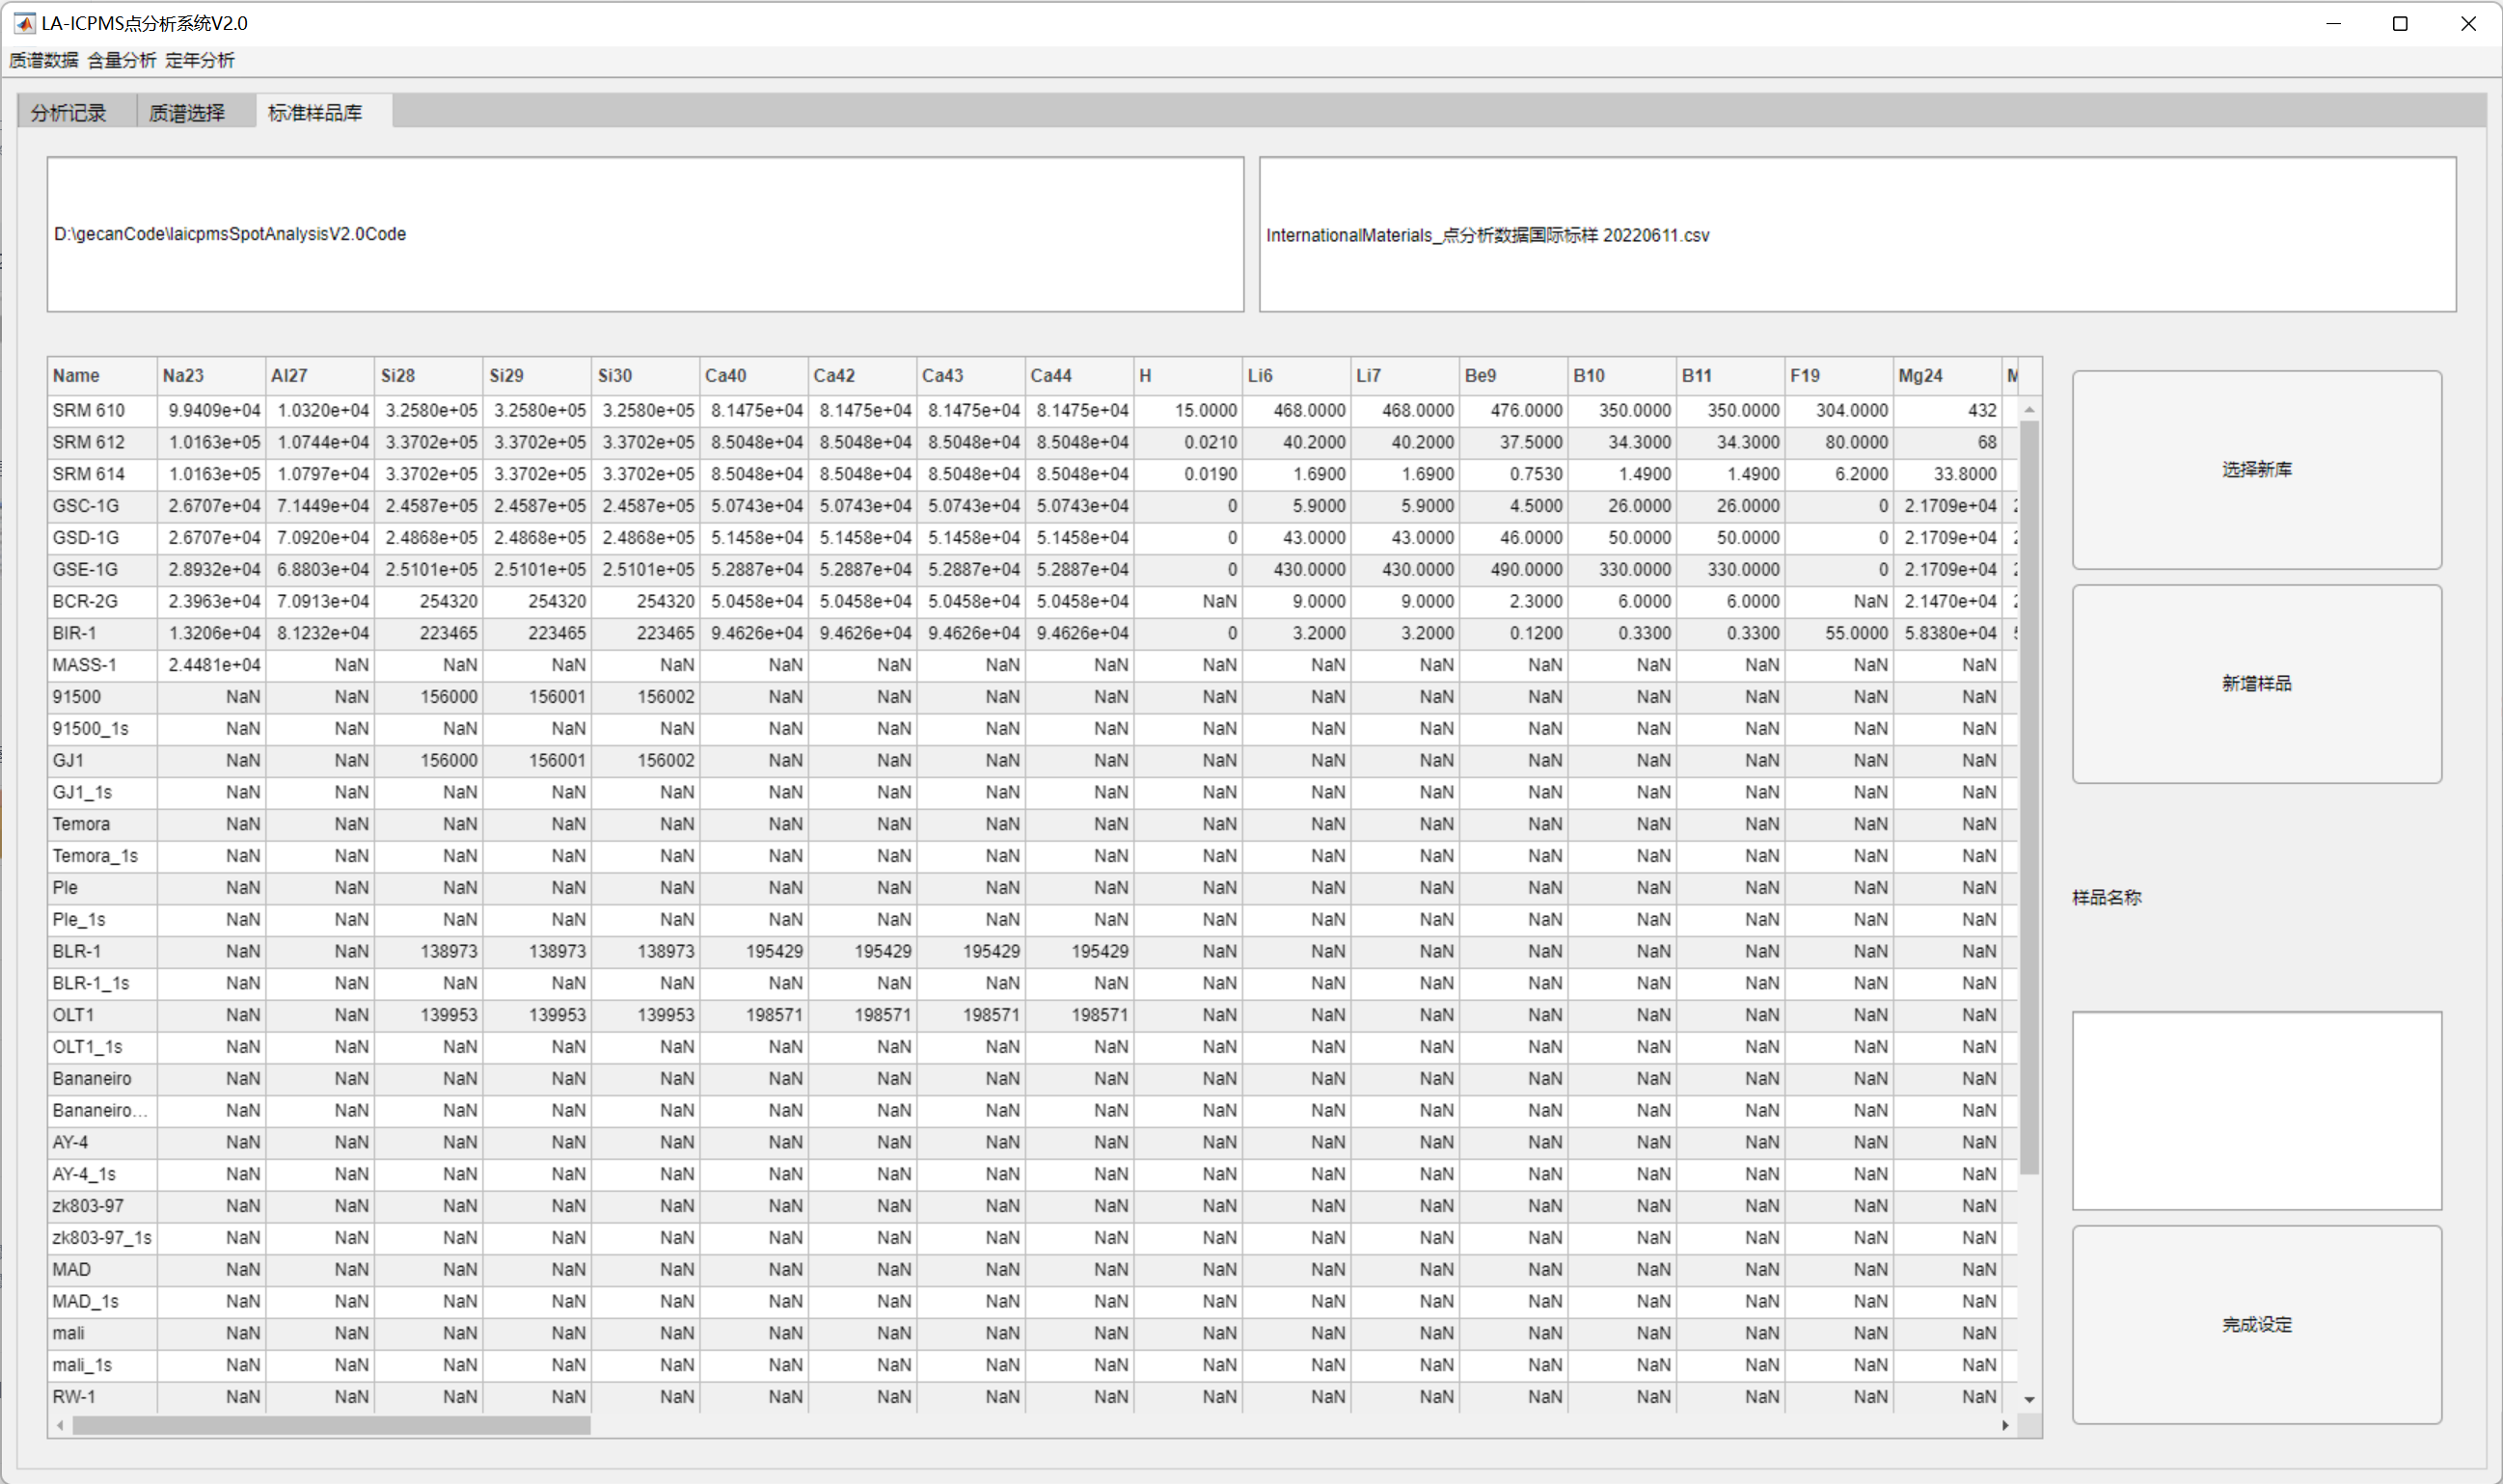 LA-ICPMS点分析系统V2.0
质谱数据 含量分析 定年分析
分析记录 质谱选择 标准样品库
D:\gecanCode\laicpmsSpotAnalysisV2.0Code
InternationalMaterials_点分析数据国际标样 20220611.csv
Name Na23 Al27 Si28 Si29 Si30 Ca40 Ca42 Ca43 Ca44 H Li6 Li7 Be9 B10 B11 F19 Mg24
SRM 610 9.9409e+04 1.0320e+04 3.2580e+05 3.2580e+05 3.2580e+05 8.1475e+04 8.1475e+04 8.1475e+04 8.1475e+04 15.0000 468.0000 468.0000 476.0000 350.0000 350.0000 304.0000 432
SRM 612 1.0163e+05 1.0744e+04 3.3702e+05 3.3702e+05 3.3702e+05 8.5048e+04 8.5048e+04 8.5048e+04 8.5048e+04 0.0210 40.2000 40.2000 37.5000 34.3000 34.3000 80.0000 68
SRM 614 1.0163e+05 1.0797e+04 3.3702e+05 3.3702e+05 3.3702e+05 8.5048e+04 8.5048e+04 8.5048e+04 8.5048e+04 0.0190 1.6900 1.6900 0.7530 1.4900 1.4900 6.2000 33.8000
GSC-1G 2.6707e+04 7.1449e+04 2.4587e+05 2.4587e+05 2.4587e+05 5.0743e+04 5.0743e+04 5.0743e+04 5.0743e+04 0 5.9000 5.9000 4.5000 26.0000 26.0000 0 2.1709e+04
GSD-1G 2.6707e+04 7.0920e+04 2.4868e+05 2.4868e+05 2.4868e+05 5.1458e+04 5.1458e+04 5.1458e+04 5.1458e+04 0 43.0000 43.0000 46.0000 50.0000 50.0000 0 2.1709e+04
GSE-1G 2.8932e+04 6.8803e+04 2.5101e+05 2.5101e+05 2.5101e+05 5.2887e+04 5.2887e+04 5.2887e+04 5.2887e+04 0 430.0000 430.0000 490.0000 330.0000 330.0000 0 2.1709e+04
BCR-2G 2.3963e+04 7.0913e+04 254320 254320 254320 5.0458e+04 5.0458e+04 5.0458e+04 5.0458e+04 NaN 9.0000 9.0000 2.3000 6.0000 6.0000 NaN 2.1470e+04
BIR-1 1.3206e+04 8.1232e+04 223465 223465 223465 9.4626e+04 9.4626e+04 9.4626e+04 9.4626e+04 0 3.2000 3.2000 0.1200 0.3300 0.3300 55.0000 5.8380e+04
MASS-1 2.4481e+04 NaN NaN NaN NaN NaN NaN NaN NaN NaN NaN NaN NaN NaN NaN NaN NaN
91500 NaN NaN 156000 156001 156002 NaN NaN NaN NaN NaN NaN NaN NaN NaN NaN NaN NaN
91500_1s NaN NaN NaN NaN NaN NaN NaN NaN NaN NaN NaN NaN NaN NaN NaN NaN NaN
GJ1 NaN NaN 156000 156001 156002 NaN NaN NaN NaN NaN NaN NaN NaN NaN NaN NaN NaN
GJ1_1s NaN NaN NaN NaN NaN NaN NaN NaN NaN NaN NaN NaN NaN NaN NaN NaN NaN
Temora NaN NaN NaN NaN NaN NaN NaN NaN NaN NaN NaN NaN NaN NaN NaN NaN NaN
Temora_1s NaN NaN NaN NaN NaN NaN NaN NaN NaN NaN NaN NaN NaN NaN NaN NaN NaN
Ple NaN NaN NaN NaN NaN NaN NaN NaN NaN NaN NaN NaN NaN NaN NaN NaN NaN
Ple_1s NaN NaN NaN NaN NaN NaN NaN NaN NaN NaN NaN NaN NaN NaN NaN NaN NaN
BLR-1 NaN NaN 138973 138973 138973 195429 195429 195429 195429 NaN NaN NaN NaN NaN NaN NaN NaN
BLR-1_1s NaN NaN NaN NaN NaN NaN NaN NaN NaN NaN NaN NaN NaN NaN NaN NaN NaN
OLT1 NaN NaN 139953 139953 139953 198571 198571 198571 198571 NaN NaN NaN NaN NaN NaN NaN NaN
OLT1_1s NaN NaN NaN NaN NaN NaN NaN NaN NaN NaN NaN NaN NaN NaN NaN NaN NaN
Bananeiro NaN NaN NaN NaN NaN NaN NaN NaN NaN NaN NaN NaN NaN NaN NaN NaN NaN
Bananeiro... NaN NaN NaN NaN NaN NaN NaN NaN NaN NaN NaN NaN NaN NaN NaN NaN NaN
AY-4 NaN NaN NaN NaN NaN NaN NaN NaN NaN NaN NaN NaN NaN NaN NaN NaN NaN
AY-4_1s NaN NaN NaN NaN NaN NaN NaN NaN NaN NaN NaN NaN NaN NaN NaN NaN NaN
zk803-97 NaN NaN NaN NaN NaN NaN NaN NaN NaN NaN NaN NaN NaN NaN NaN NaN NaN
zk803-97_1s NaN NaN NaN NaN NaN NaN NaN NaN NaN NaN NaN NaN NaN NaN NaN NaN NaN
MAD NaN NaN NaN NaN NaN NaN NaN NaN NaN NaN NaN NaN NaN NaN NaN NaN NaN
MAD_1s NaN NaN NaN NaN NaN NaN NaN NaN NaN NaN NaN NaN NaN NaN NaN NaN NaN
mali NaN NaN NaN NaN NaN NaN NaN NaN NaN NaN NaN NaN NaN NaN NaN NaN NaN
mali_1s NaN NaN NaN NaN NaN NaN NaN NaN NaN NaN NaN NaN NaN NaN NaN NaN NaN
RW-1 NaN NaN NaN NaN NaN NaN NaN NaN NaN NaN NaN NaN NaN NaN NaN NaN NaN
选择新库
新增样品
样品名称
完成设定